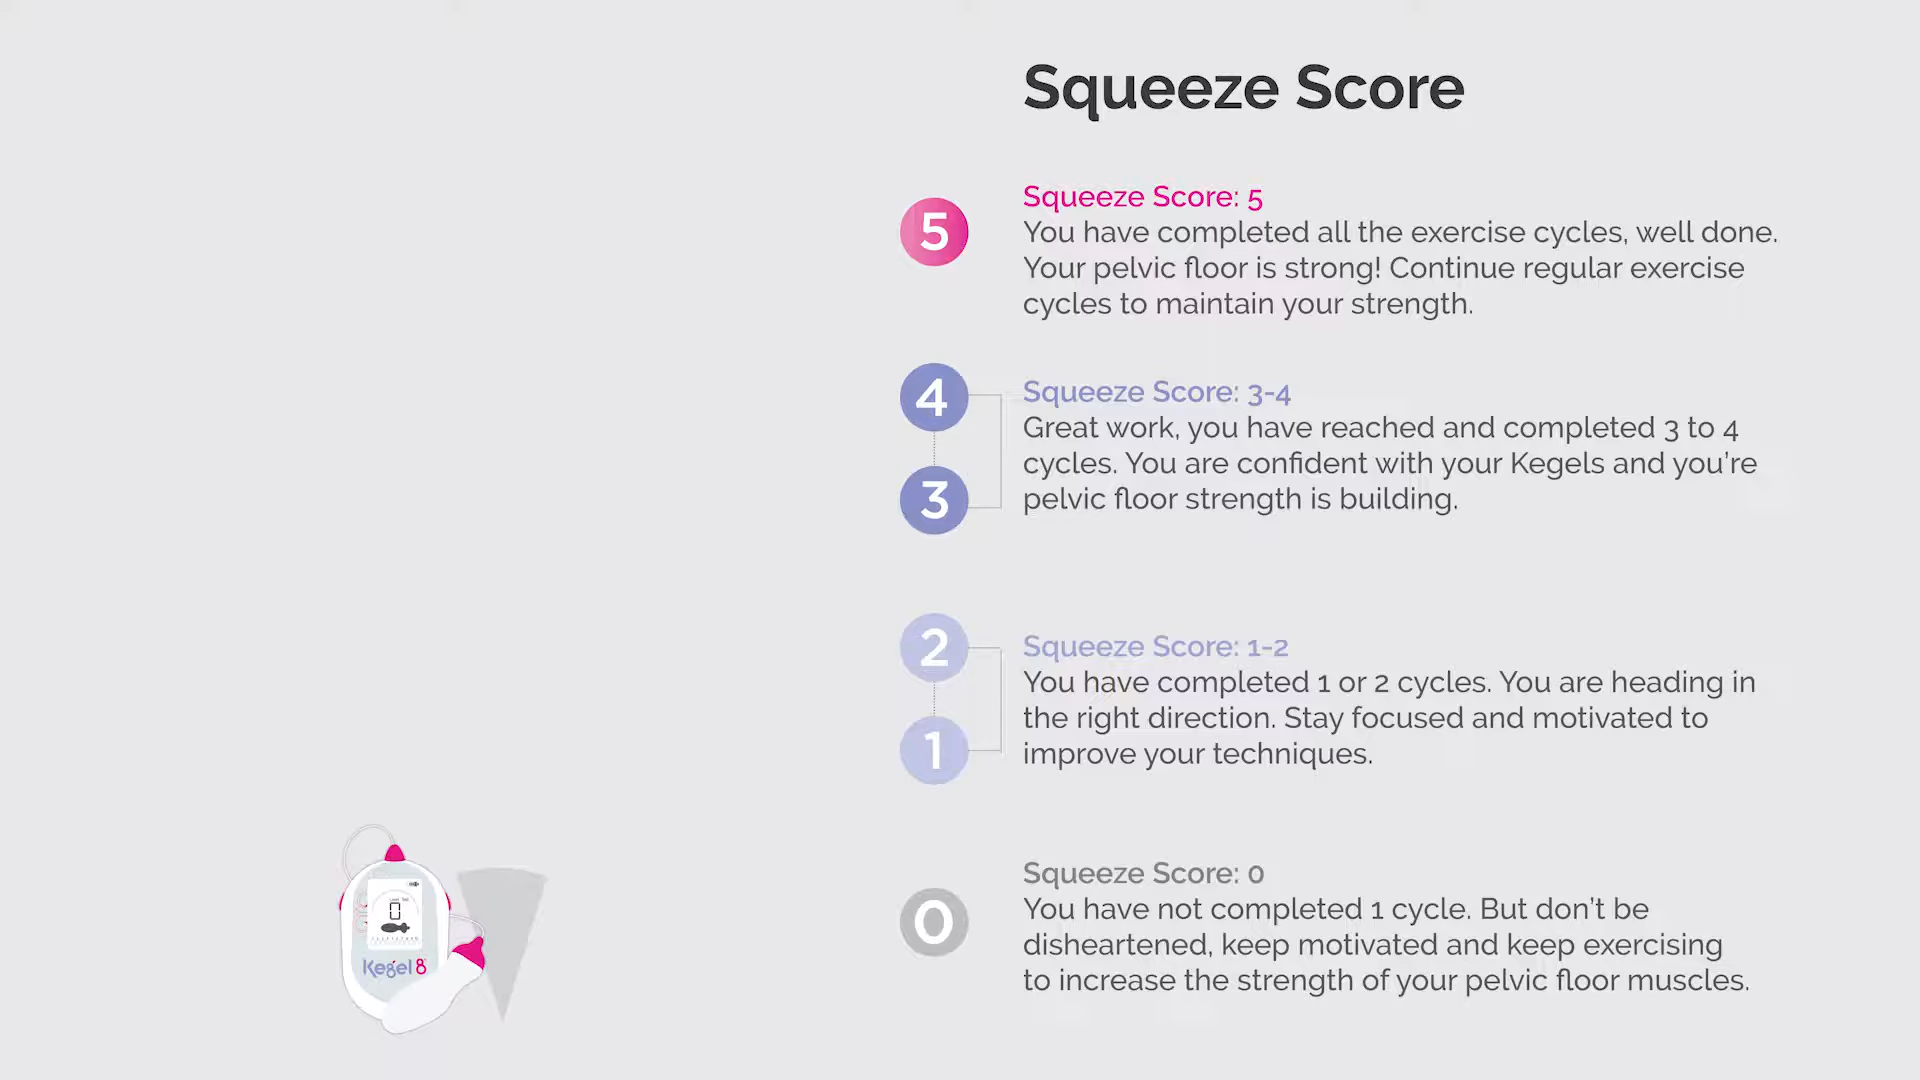 Squeeze Score
5
Squeeze Score: 5
You have completed all the exercise cycles, well done.
Your pelvic floor is strong! Continue regular exercise
cycles to maintain your strength.
4
3
Squeeze Score: 3-4
Great work, you have reached and completed 3 to 4
cycles. You are confident with your Kegels and you’re
pelvic floor strength is building.
2
1
Squeeze Score: 1-2
You have completed 1 or 2 cycles. You are heading in
the right direction. Stay focused and motivated to
improve your techniques.
0
Squeeze Score: 0
You have not completed 1 cycle. But don’t be
disheartened, keep motivated and keep exercising
to increase the strength of your pelvic floor muscles.
0
Kegel8